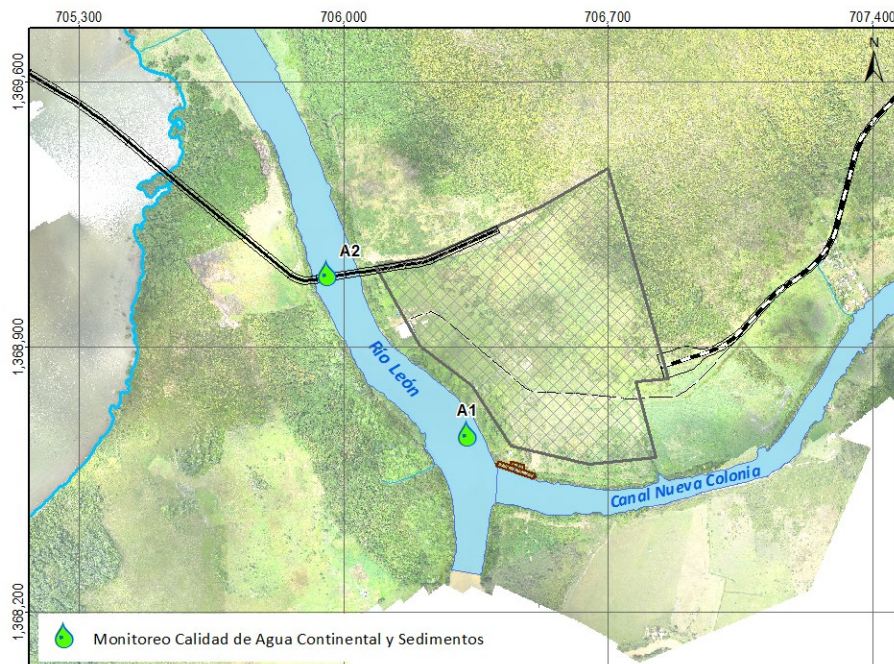 705,300
706,000
706,700
707,400
1,369,600
N
A2
1,368,900
Río León
A1
Canal Nueva Colonia
1,368,200
Monitoreo Calidad de Agua Continental y Sedimentos